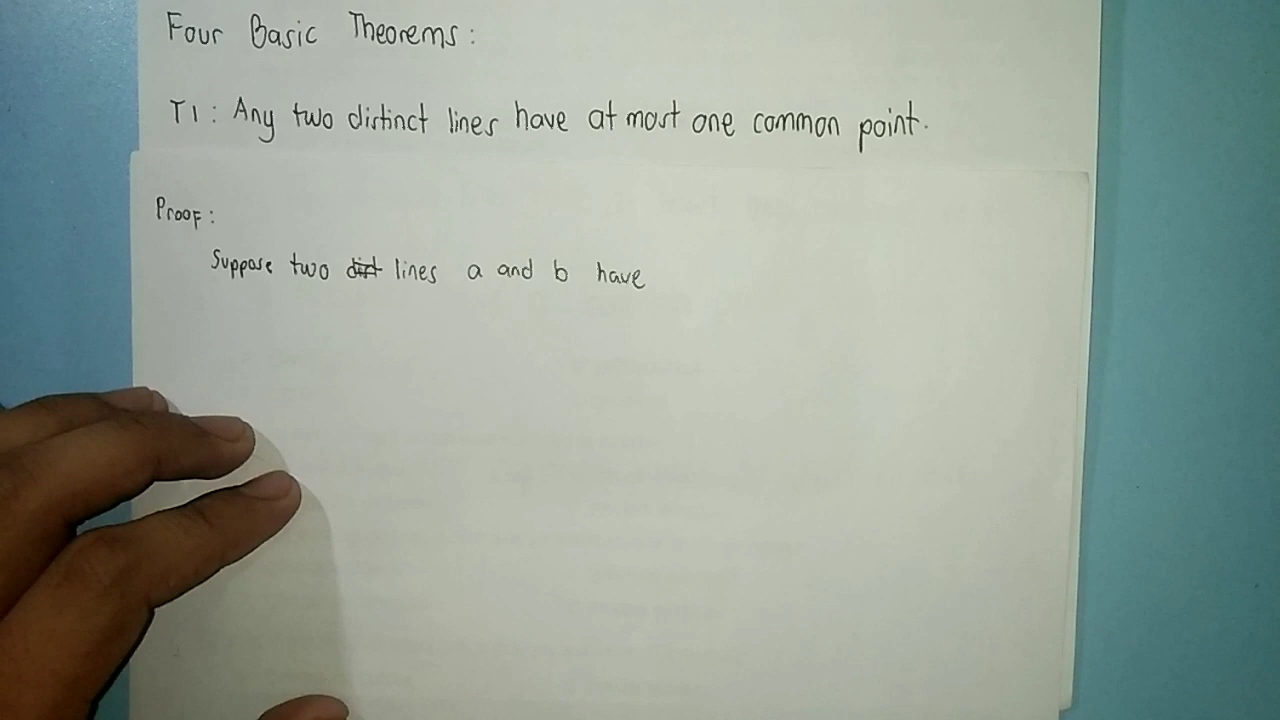 Four Basic Theorems:
T1: Any two distinct lines have at most one common point.
Proof:
Suppose two lines a and b have